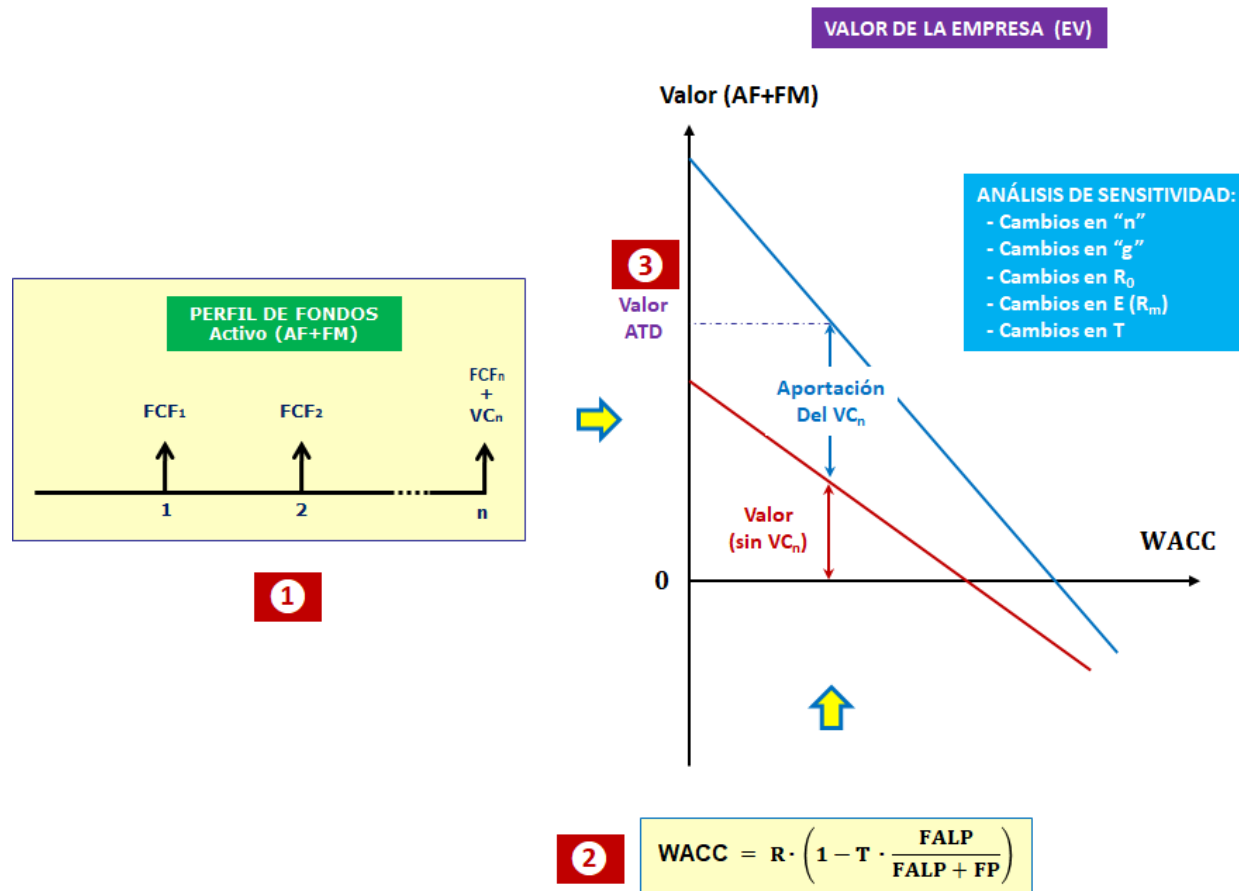 VALOR DE LA EMPRESA (EV)
Valor (AF+FM)
ANÁLISIS DE SENSITIVIDAD:
- Cambios en “n”
- Cambios en “g”
- Cambios en R₀
- Cambios en E (Rₘ)
- Cambios en T
3
Valor
ATD
PERFIL DE FONDOS
Activo (AF+FM)
FCF₁
FCF₂
FCFₙ
+
VCₙ
1
2
n
1
Aportación
Del VCₙ
Valor
(sin VCₙ)
WACC
0
2
WACC = R · (1 − T · FALP / FALP + FP)